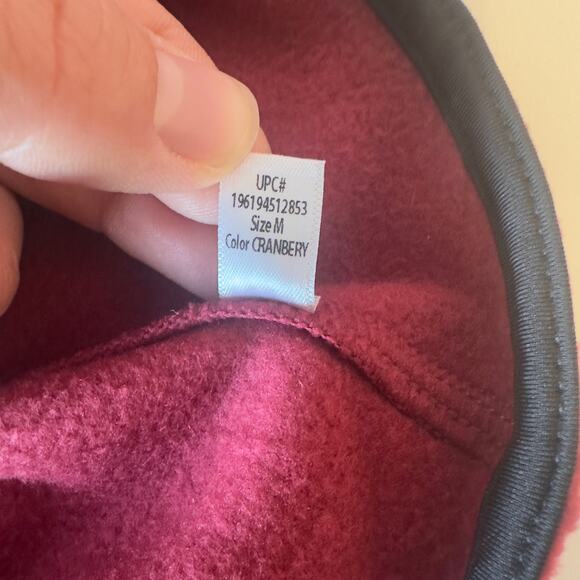 UPC#
196194512853
Size M
Color CRANBERY